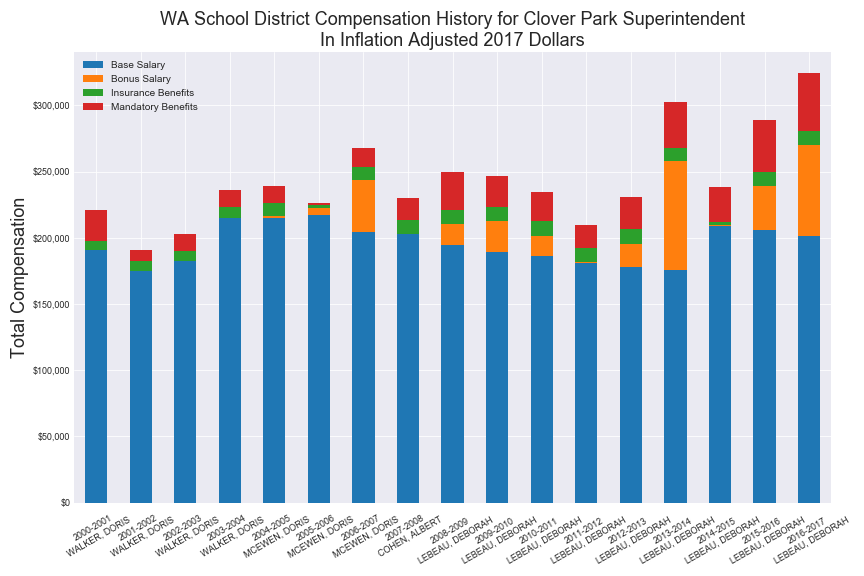 WA School District Compensation History for Clover Park Superintendent
In Inflation Adjusted 2017 Dollars
Base Salary
Bonus Salary
Insurance Benefits
Mandatory Benefits
Total Compensation
$300,000
$250,000
$200,000
$150,000
$100,000
$50,000
$0
2000-2001
WALKER, DORIS
2001-2002
WALKER, DORIS
2002-2003
WALKER, DORIS
2003-2004
WALKER, DORIS
2004-2005
MCEWEN, DORIS
2005-2006
MCEWEN, DORIS
2006-2007
MCEWEN, DORIS
2007-2008
COHEN, ALBERT
2008-2009
LEBEAU, DEBORAH
2009-2010
LEBEAU, DEBORAH
2010-2011
LEBEAU, DEBORAH
2011-2012
LEBEAU, DEBORAH
2012-2013
LEBEAU, DEBORAH
2013-2014
LEBEAU, DEBORAH
2014-2015
LEBEAU, DEBORAH
2015-2016
LEBEAU, DEBORAH
2016-2017
LEBEAU, DEBORAH